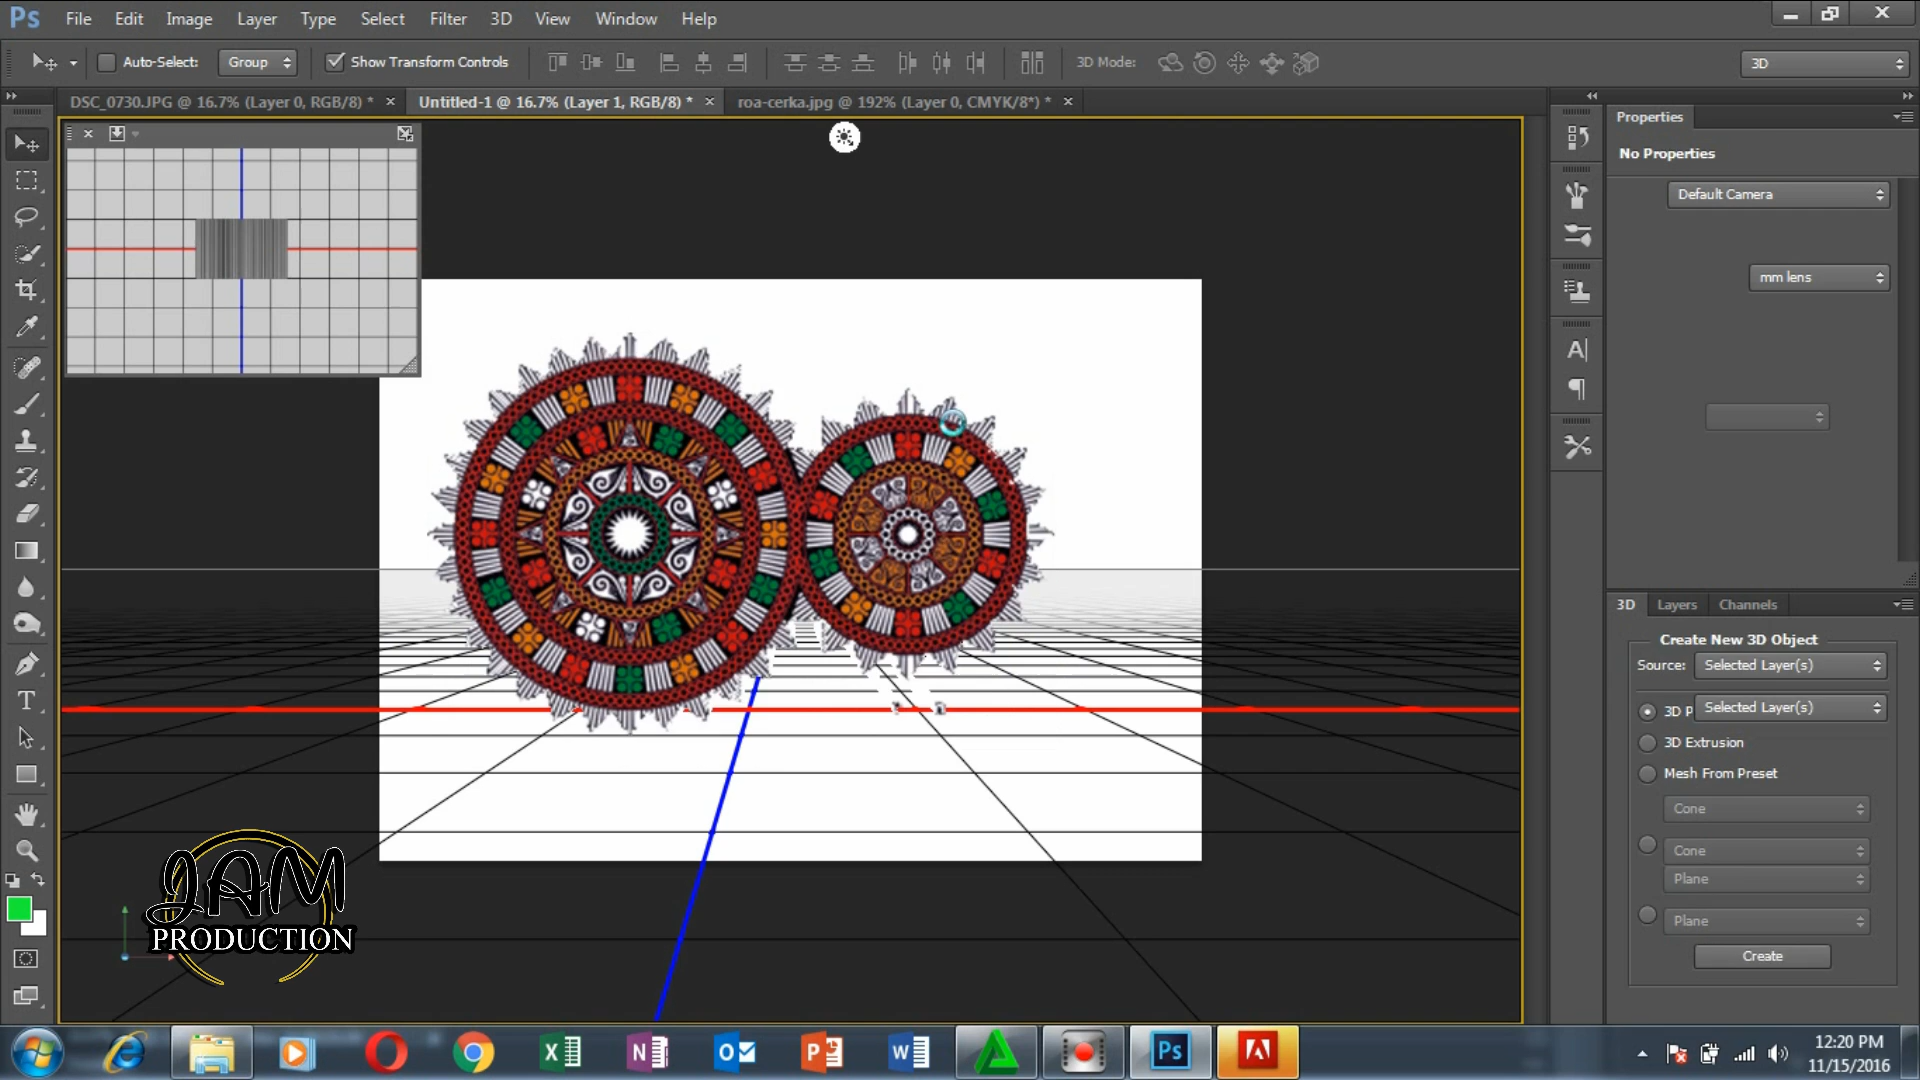 Ps File Edit Image Layer Type Select Filter 3D View Window Help
Auto-Select: Group Show Transform Controls 3D Mode: 3D
DSC_0730.JPG @ 16.7% (Layer 0, RGB/8) * × Untitled-1 @ 16.7% (Layer 1, RGB/8) * × roa-cerka.jpg @ 192% (Layer 0, CMYK/8*) * ×
Properties
No Properties
Default Camera
mm lens
3D Layers Channels
Create New 3D Object
Source: Selected Layer(s)
3D P Selected Layer(s)
3D Extrusion
Mesh From Preset
Cone
Cone
Plane
Plane
Create
JAM
PRODUCTION
12:20 PM
11/15/2016